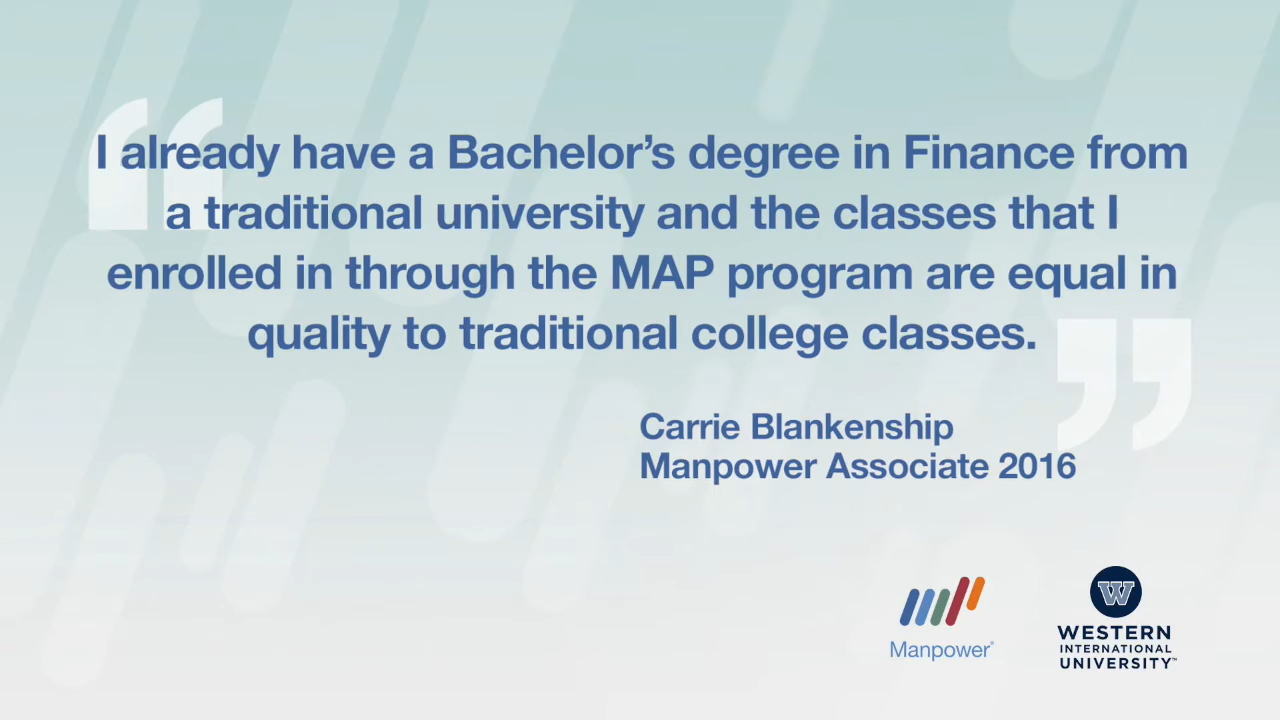 I already have a Bachelor’s degree in Finance from
a traditional university and the classes that I
enrolled in through the MAP program are equal in
quality to traditional college classes.
Carrie Blankenship
Manpower Associate 2016
Manpower®
W
WESTERN
INTERNATIONAL
UNIVERSITY™